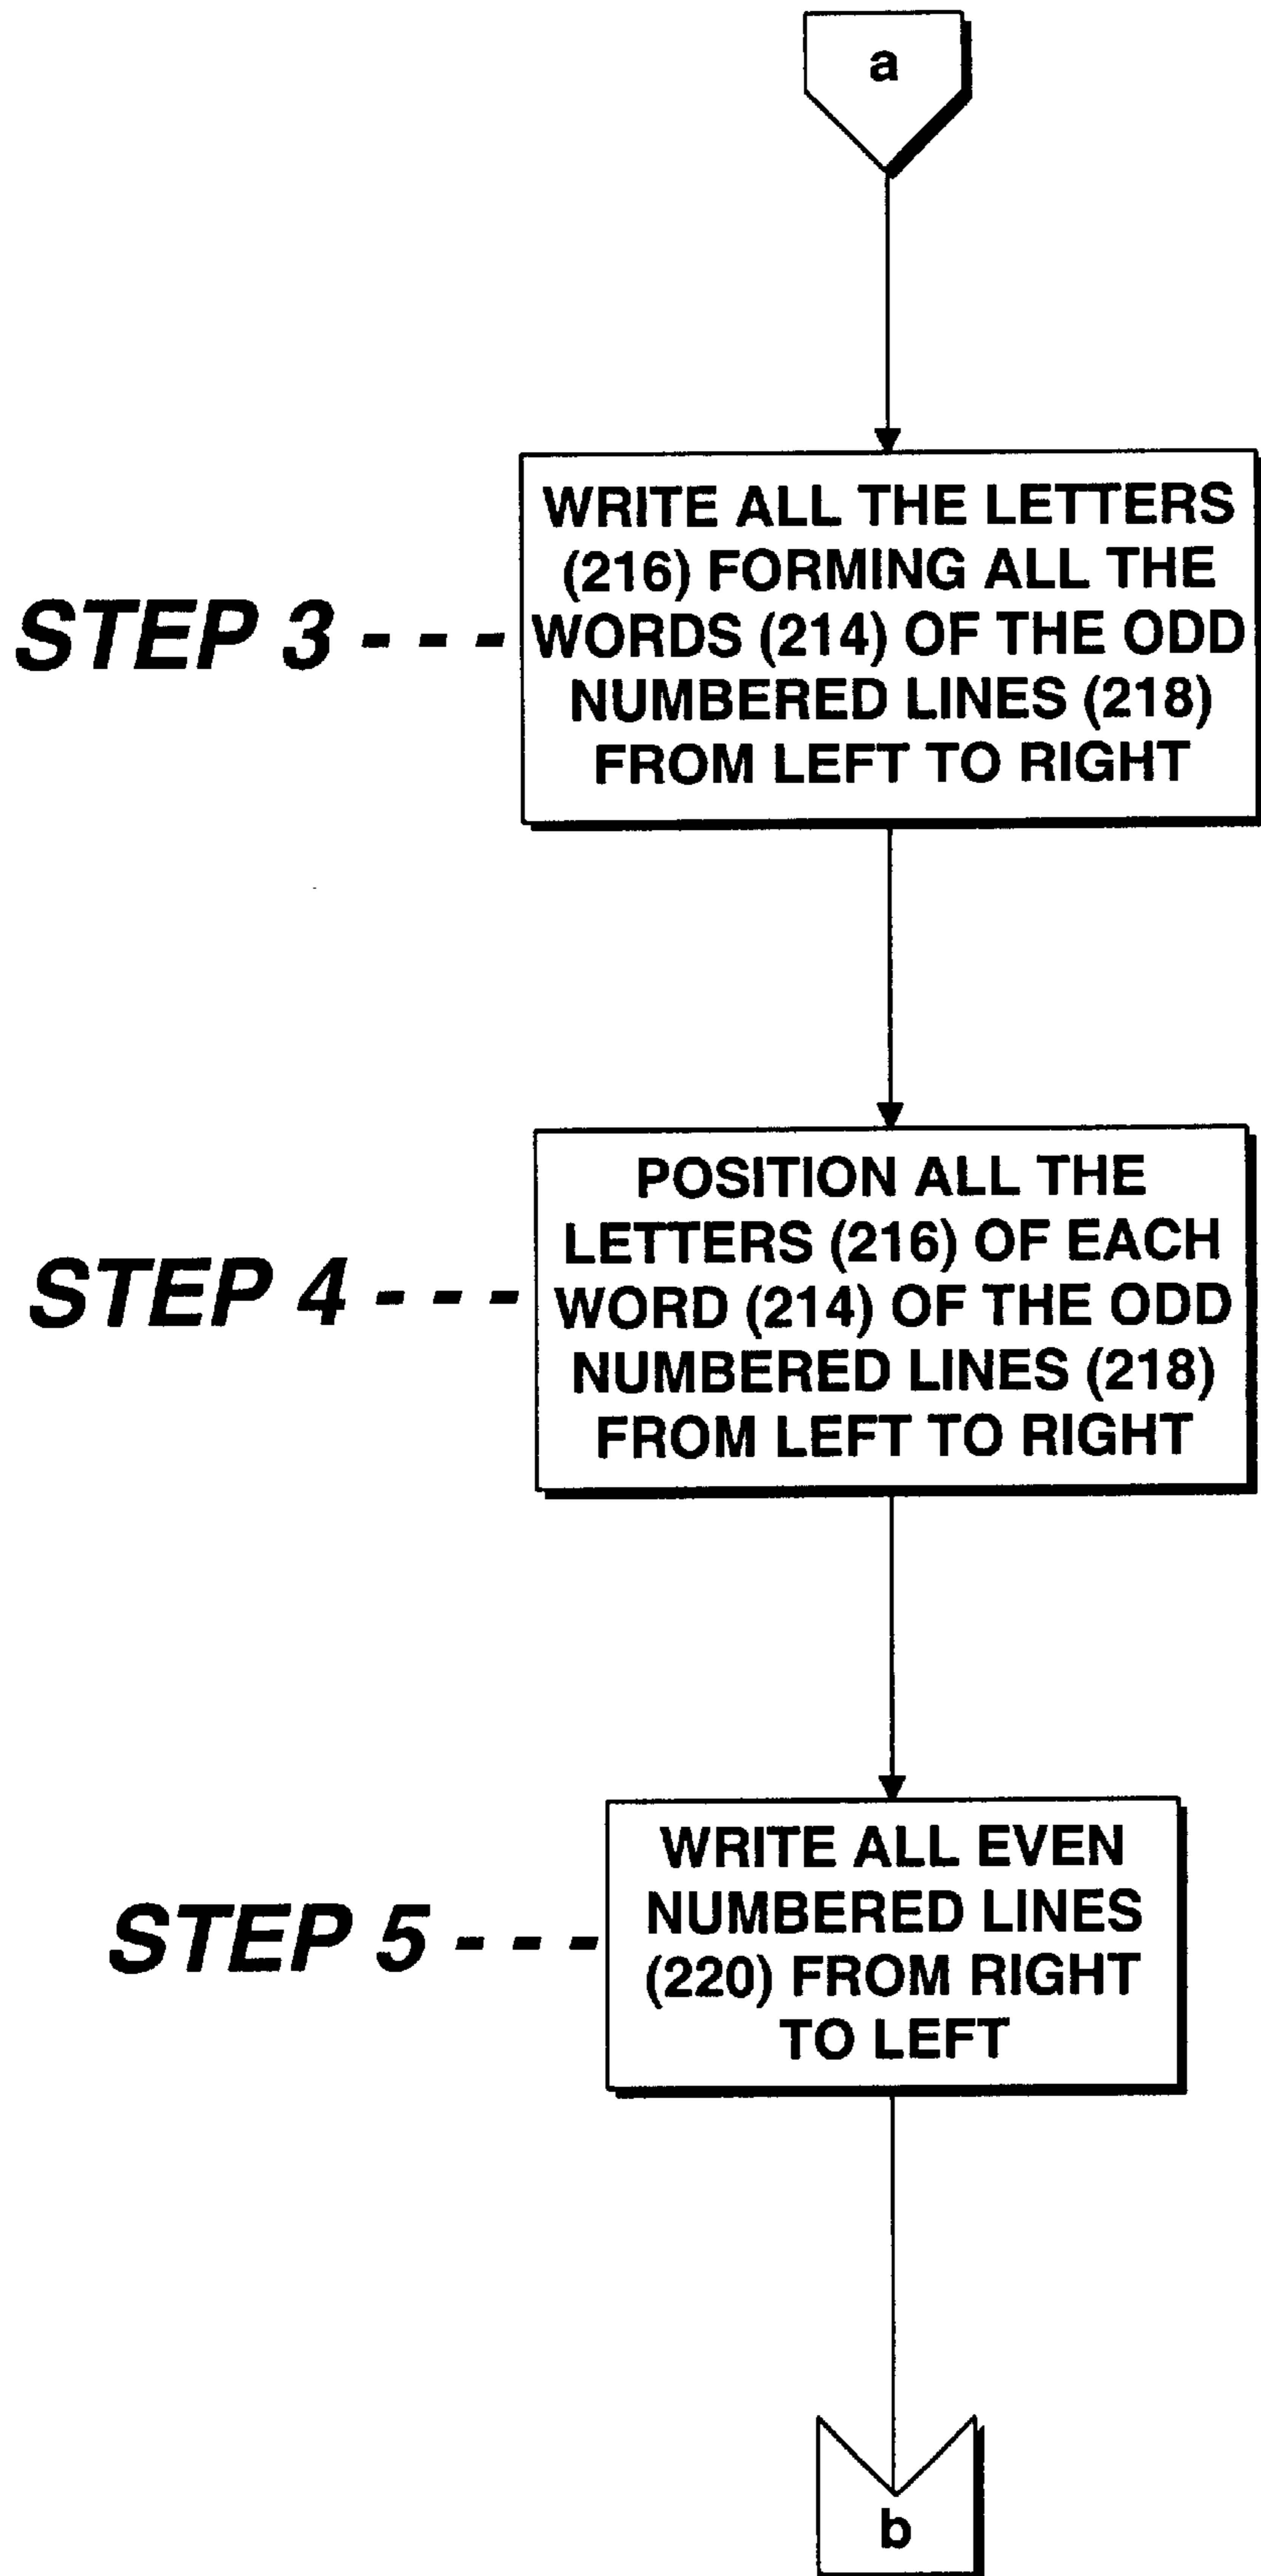 a
WRITE ALL THE LETTERS
(216) FORMING ALL THE
STEP 3 - - -
WORDS (214) OF THE ODD
NUMBERED LINES (218)
FROM LEFT TO RIGHT
POSITION ALL THE
LETTERS (216) OF EACH
STEP 4 - - -
WORD (214) OF THE ODD
NUMBERED LINES (218)
FROM LEFT TO RIGHT
WRITE ALL EVEN
NUMBERED LINES
STEP 5 - - -
(220) FROM RIGHT
TO LEFT
b